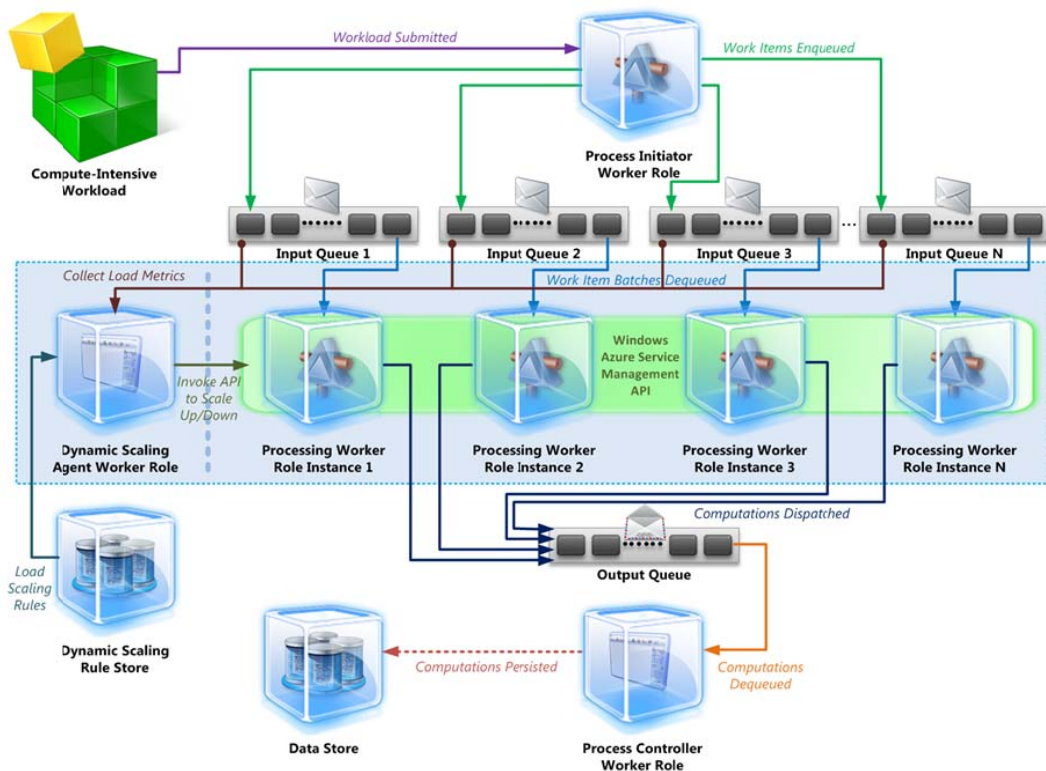 Workload Submitted
Work Items Enqueued
Compute-Intensive
Workload
Process Initiator
Worker Role
Input Queue 1
Input Queue 2
Input Queue 3
...
Input Queue N
Collect Load Metrics
Work Item Batches Dequeued
Windows
Azure Service
Management
API
Invoke API
to Scale
Up/Down
Dynamic Scaling
Agent Worker Role
Processing Worker
Role Instance 1
Processing Worker
Role Instance 2
Processing Worker
Role Instance 3
Processing Worker
Role Instance N
Computations Dispatched
Load
Scaling
Rules
Output Queue
Dynamic Scaling
Rule Store
Computations Persisted
Computations
Dequeued
Data Store
Process Controller
Worker Role